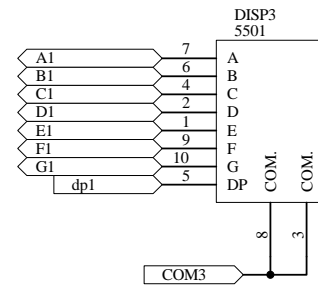 DISP3
5501
A1 7 A
B1 6 B
C1 4 C
D1 2 D
E1 1 E
F1 9 F
G1 10 G
dp1 5 DP
COM. COM.
8 3
COM3